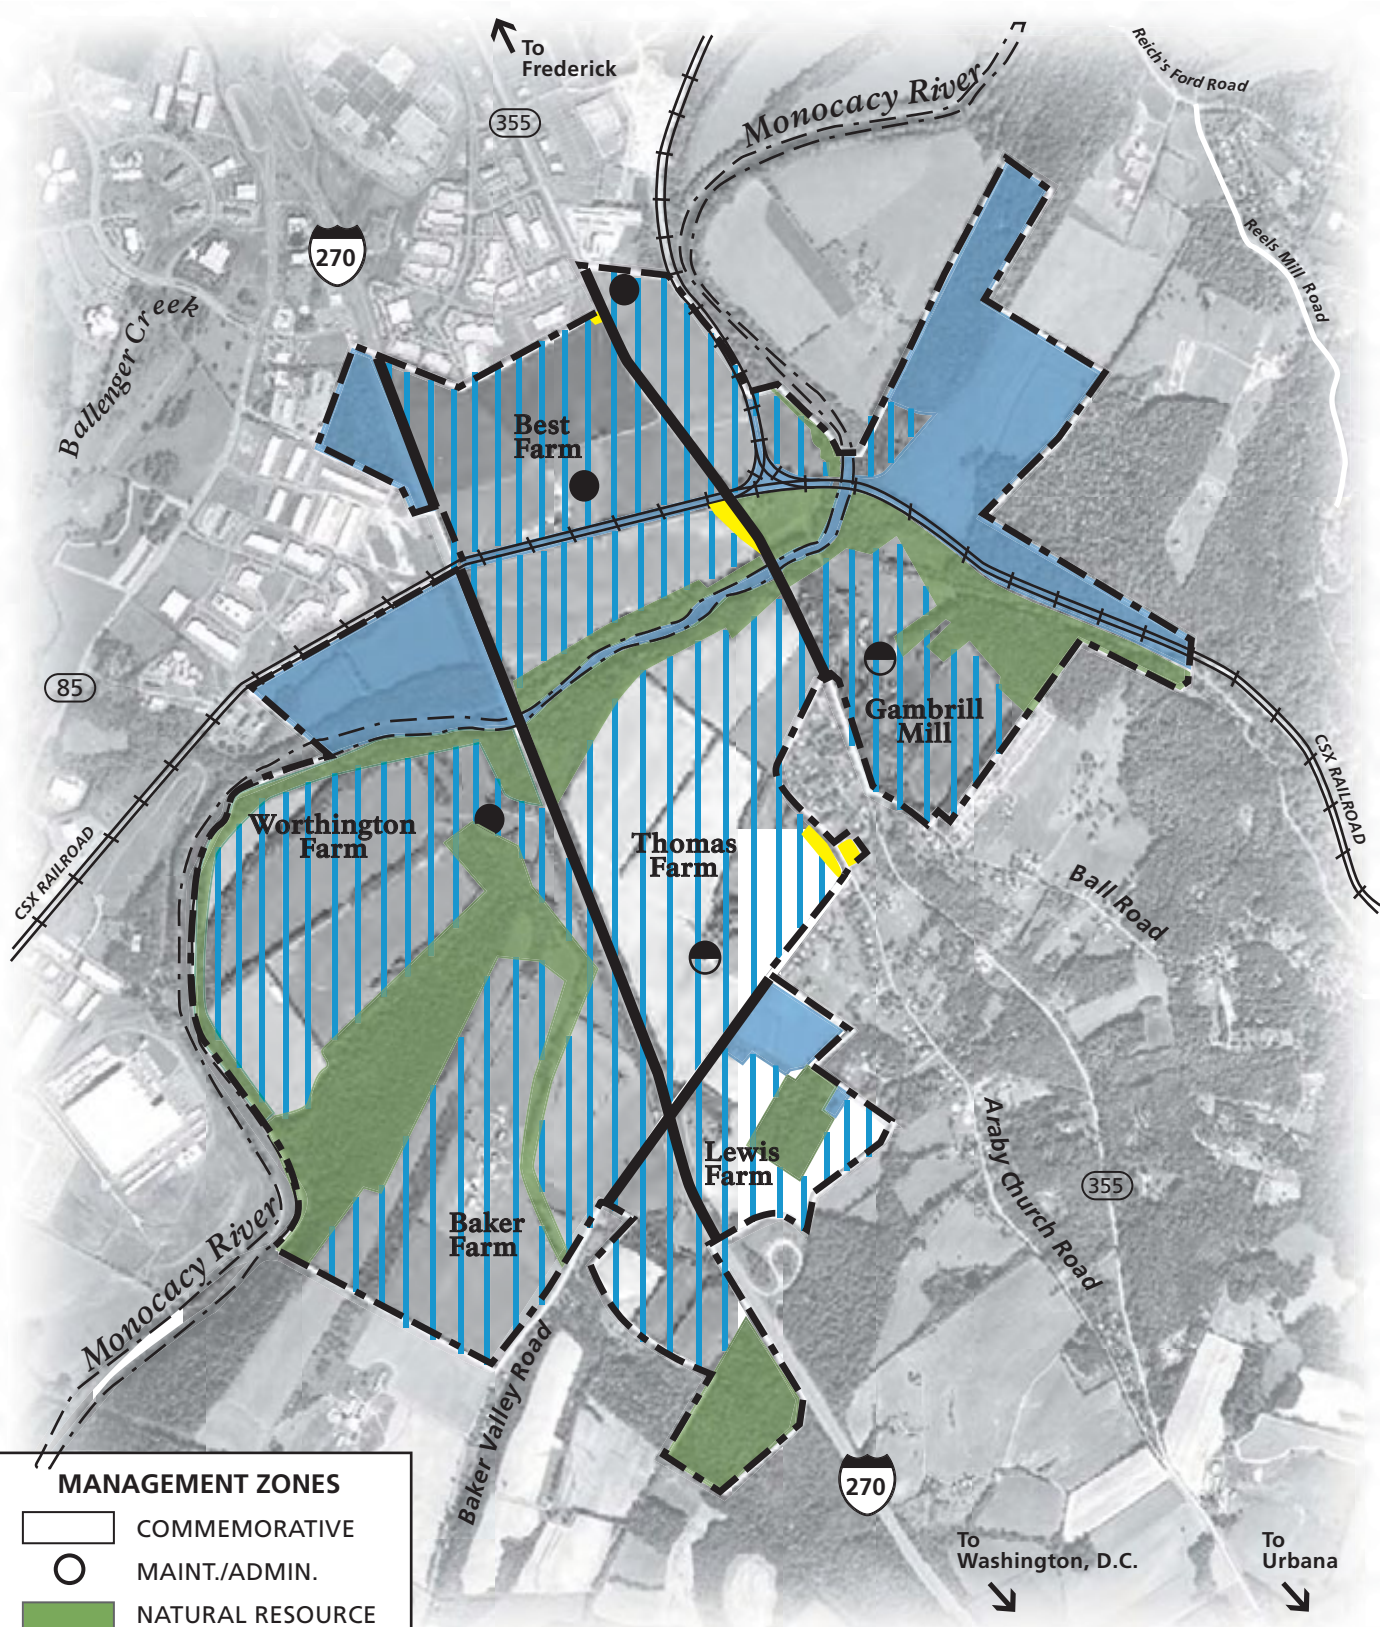 To
Frederick
355
Monocacy River
Reich's Ford Road
270
Reels Mill Road
Ballenger Creek
Best
Farm
85
Gambrill
Mill
CSX RAILROAD
Worthington
Farm
Thomas
Farm
CSX RAILROAD
Ball Road
Lewis
Farm
Araby Church Road
355
Baker
Farm
Monocacy River
Baker Valley Road
270
To
Washington, D.C.
To
Urbana
MANAGEMENT ZONES
COMMEMORATIVE
MAINT./ADMIN.
NATURAL RESOURCE